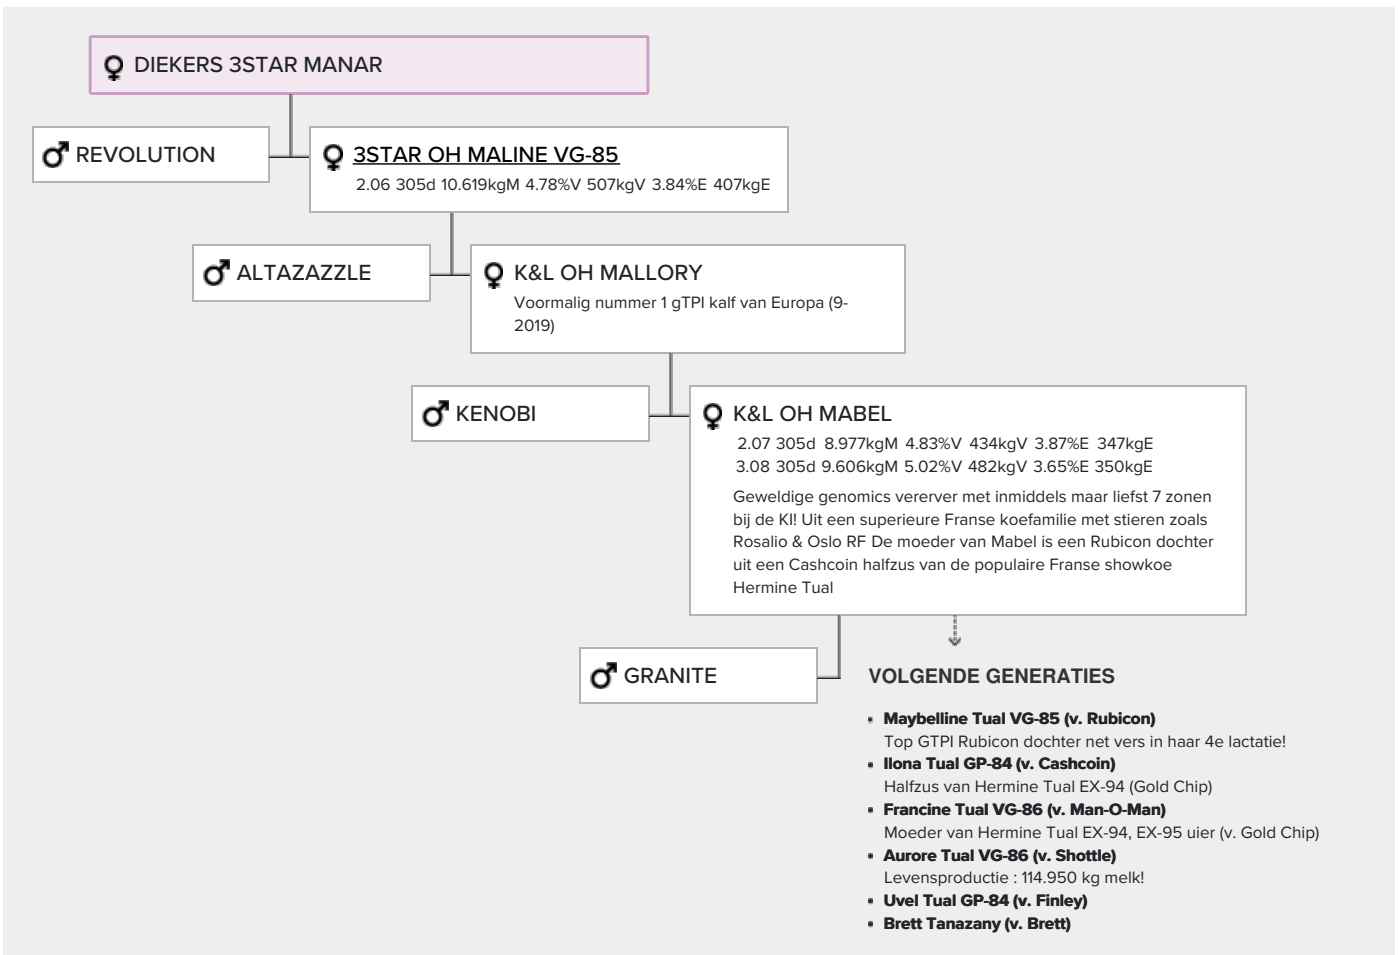 DIEKERS 3STAR MANAR
REVOLUTION
3STAR OH MALINE VG-85
2.06 305d 10.619kgM 4.78%V 507kgV 3.84%E 407kgE
ALTAZAZZLE
K&L OH MALLORY
Voormalig nummer 1 gTPI kalf van Europa (9-
2019)
KENOBI
K&L OH MABEL
2.07 305d 8.977kgM 4.83%V 434kgV 3.87%E 347kgE
3.08 305d 9.606kgM 5.02%V 482kgV 3.65%E 350kgE
Geweldige genomics vererver met inmiddels maar liefst 7 zonen
bij de KI! Uit een superieure Franse koefamilie met stieren zoals
Rosalio & Oslo RF De moeder van Mabel is een Rubicon dochter
uit een Cashcoin halfzus van de populaire Franse showkoe
Hermine Tual
GRANITE
VOLGENDE GENERATIES
• Maybelline Tual VG-85 (v. Rubicon)
Top GTPI Rubicon dochter net vers in haar 4e lactatie!
• Ilona Tual GP-84 (v. Cashcoin)
Halfzus van Hermine Tual EX-94 (Gold Chip)
• Francine Tual VG-86 (v. Man-O-Man)
Moeder van Hermine Tual EX-94, EX-95 uier (v. Gold Chip)
• Aurore Tual VG-86 (v. Shottle)
Levensproductie : 114.950 kg melk!
• Uvel Tual GP-84 (v. Finley)
• Brett Tanazany (v. Brett)